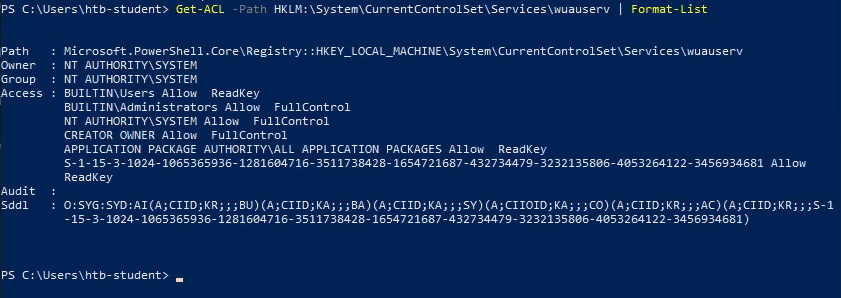 PS C:\Users\htb-student> Get-ACL -Path HKLM:\System\CurrentControlSet\Services\wuauserv | Format-List
Path   : Microsoft.PowerShell.Core\Registry::HKEY_LOCAL_MACHINE\System\CurrentControlSet\Services\wuauserv
Owner  : NT AUTHORITY\SYSTEM
Group  : NT AUTHORITY\SYSTEM
Access : BUILTIN\Users Allow  ReadKey
         BUILTIN\Administrators Allow  FullControl
         NT AUTHORITY\SYSTEM Allow  FullControl
         CREATOR OWNER Allow  FullControl
         APPLICATION PACKAGE AUTHORITY\ALL APPLICATION PACKAGES Allow  ReadKey
         S-1-15-3-1024-1065365936-1281604716-3511738428-1654721687-432734479-3232135806-4053264122-3456934681 Allow
         ReadKey
Audit  :
Sddl   : O:SYG:SYD:AI(A;CIID;KR;;;BU)(A;CIID;KA;;;BA)(A;CIID;KA;;;SY)(A;CIIOID;KA;;;CO)(A;CIID;KR;;;AC)(A;CIID;KR;;;S-1
         -15-3-1024-1065365936-1281604716-3511738428-1654721687-432734479-3232135806-4053264122-3456934681)
PS C:\Users\htb-student>